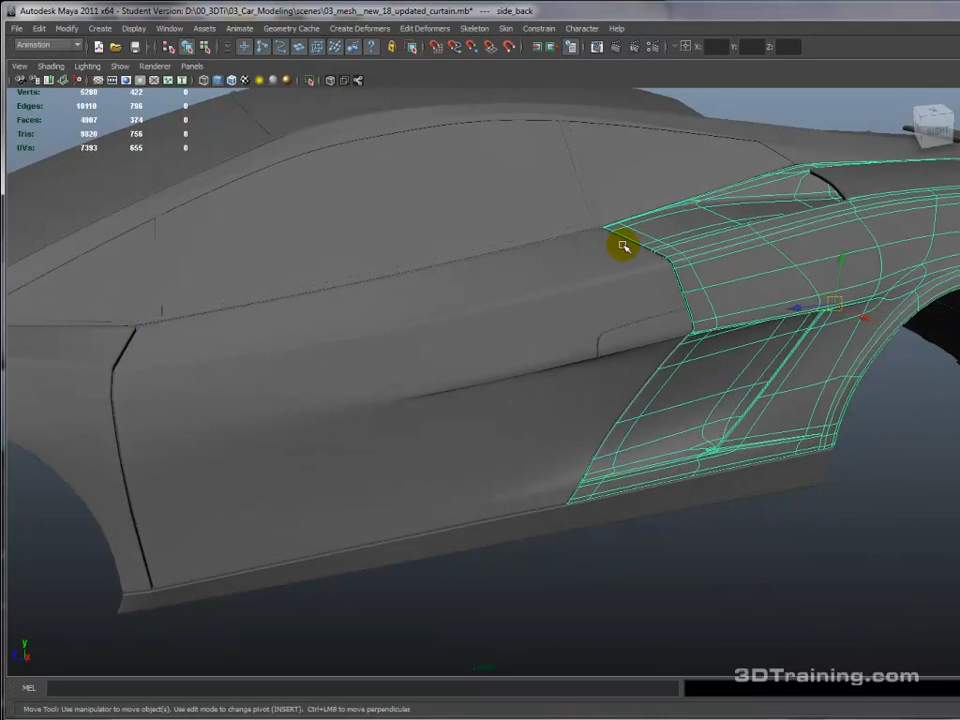 Autodesk Maya 2011 x64 - Student Version: D:\00_3DTi\03_Car_Modeling\scenes\03_mesh__new_18_updated_curtain.mb* --- side_back
File Edit Modify Create Display Window Assets Animate Geometry Cache Create Deformers Edit Deformers Skeleton Skin Constrain Character Help
Animation X: Y: Z:
View Shading Lighting Show Renderer Panels
Verts: 5288 422 0
Edges: 10110 796 0
Faces: 4907 374 0
Tris: 9820 756 0
UVs: 7393 655 0
RIGHT
y
x
persp
3DTraining.com
MEL
Move Tool: Use manipulator to move object(s). Use edit mode to change pivot (INSERT). Ctrl+LMB to move perpendicular.